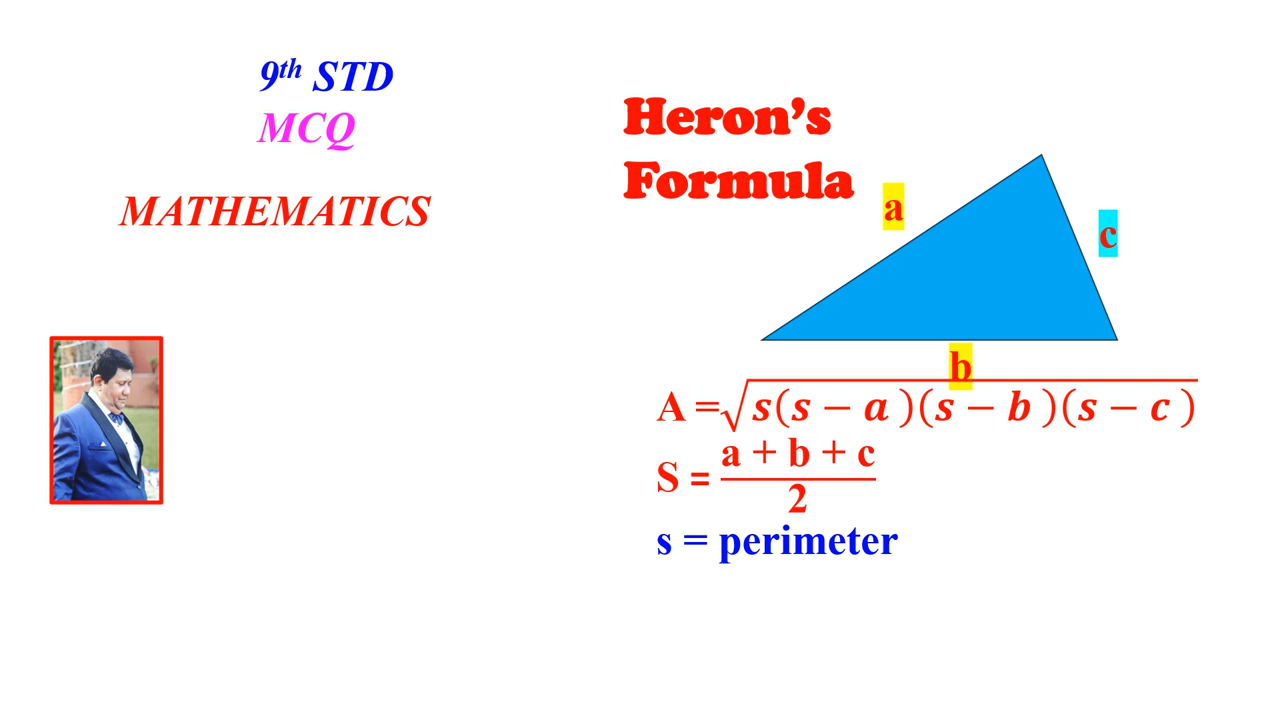 9th STD
MCQ
MATHEMATICS
Heron’s
Formula
a
c
b
A =√s(s − a )(s − b )(s − c )
S = a + b + c / 2
s = perimeter